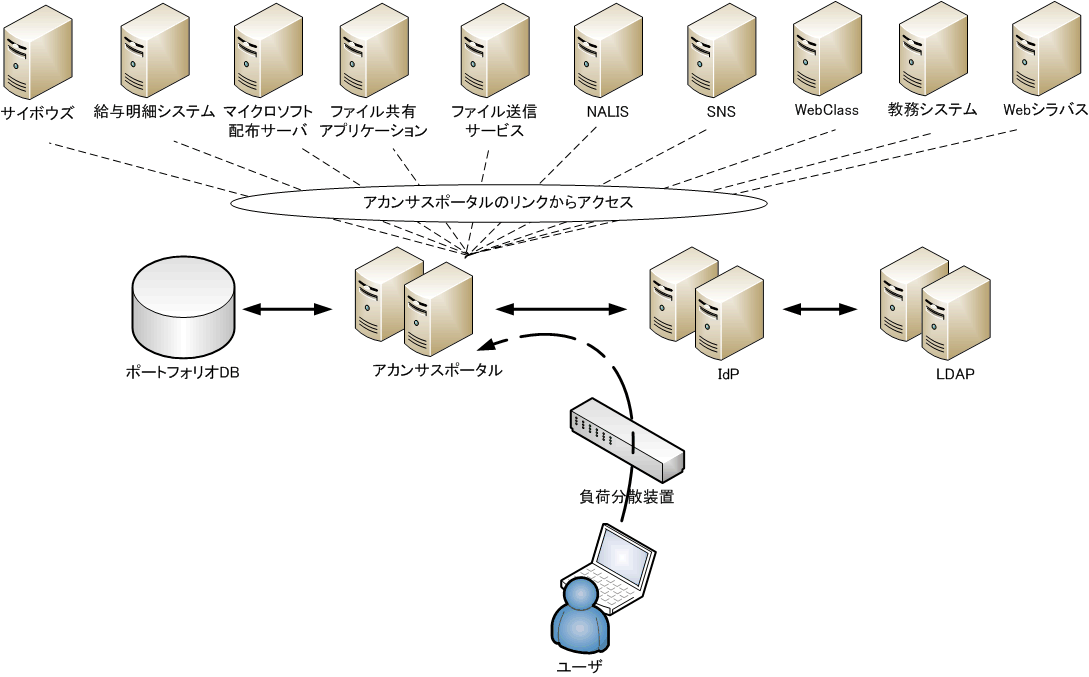 サイボウズ
給与明細システム
マイクロソフト
配布サーバ
ファイル共有
アプリケーション
ファイル送信
サービス
NALIS
SNS
WebClass
教務システム
Webシラバス
アカンサスポータルのリンクからアクセス
ポートフォリオDB
アカンサスポータル
IdP
LDAP
負荷分散装置
ユーザ